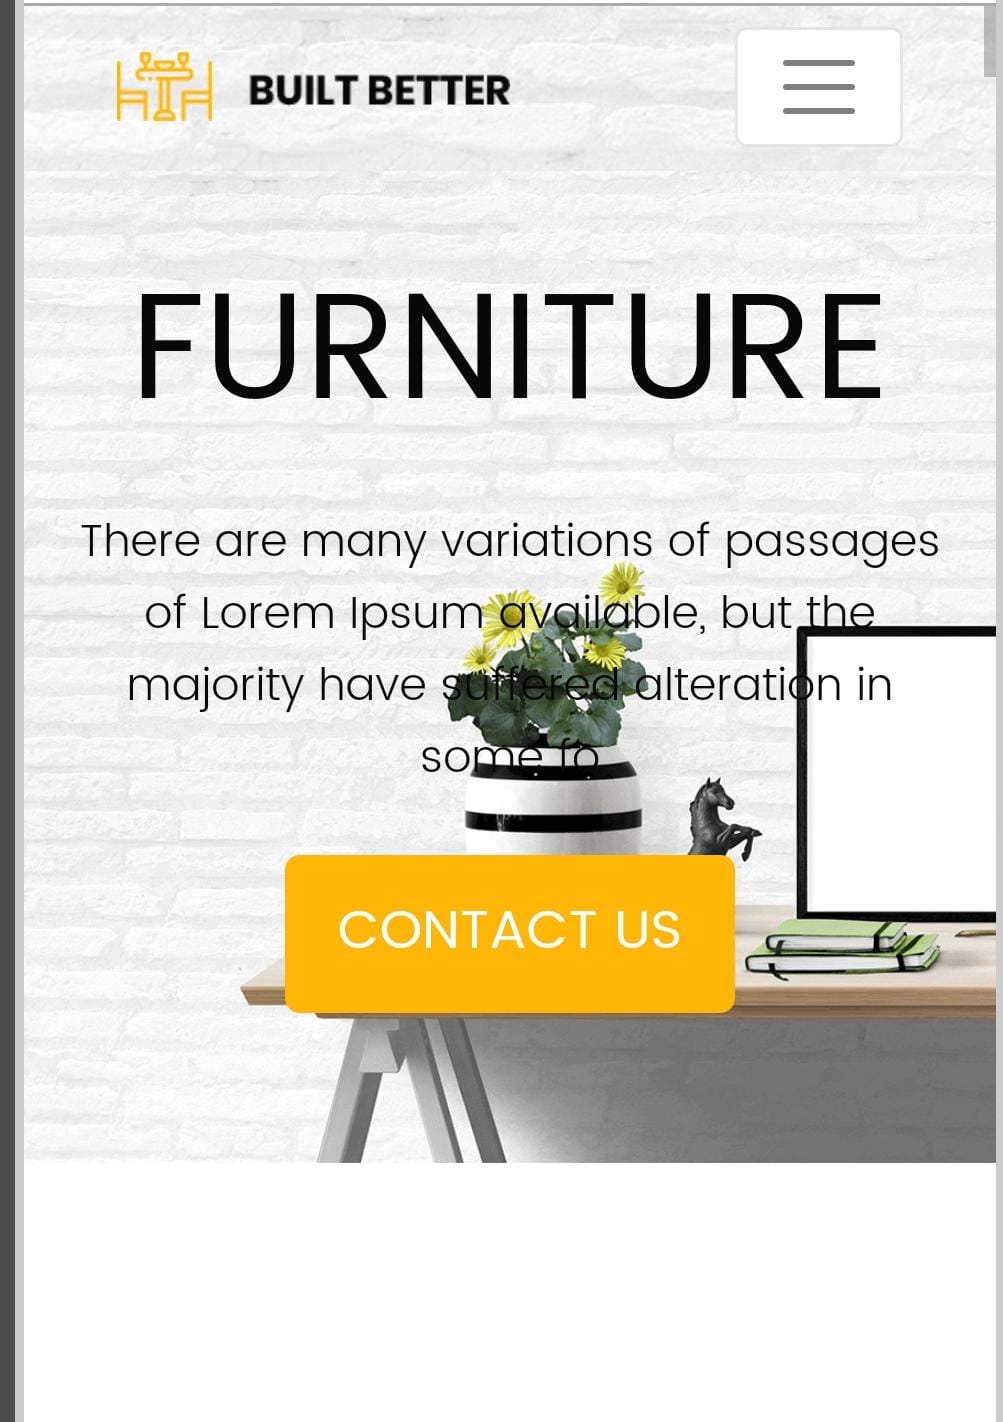 BUILT BETTER
FURNITURE
There are many variations of passages
of Lorem Ipsum available, but the
majority have suffered alteration in
some fo
CONTACT US